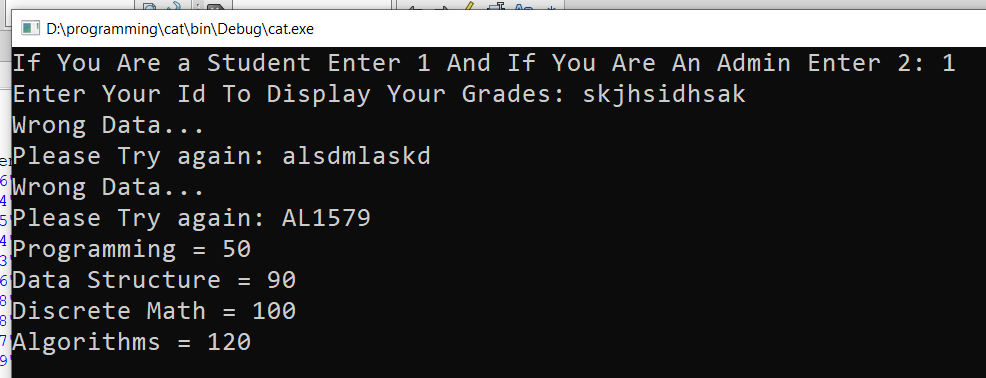 D:\programming\cat\bin\Debug\cat.exe
If You Are a Student Enter 1 And If You Are An Admin Enter 2: 1
Enter Your Id To Display Your Grades: skjhsidhsak
Wrong Data...
Please Try again: alsdmlaskd
Wrong Data...
Please Try again: AL1579
Programming = 50
Data Structure = 90
Discrete Math = 100
Algorithms = 120